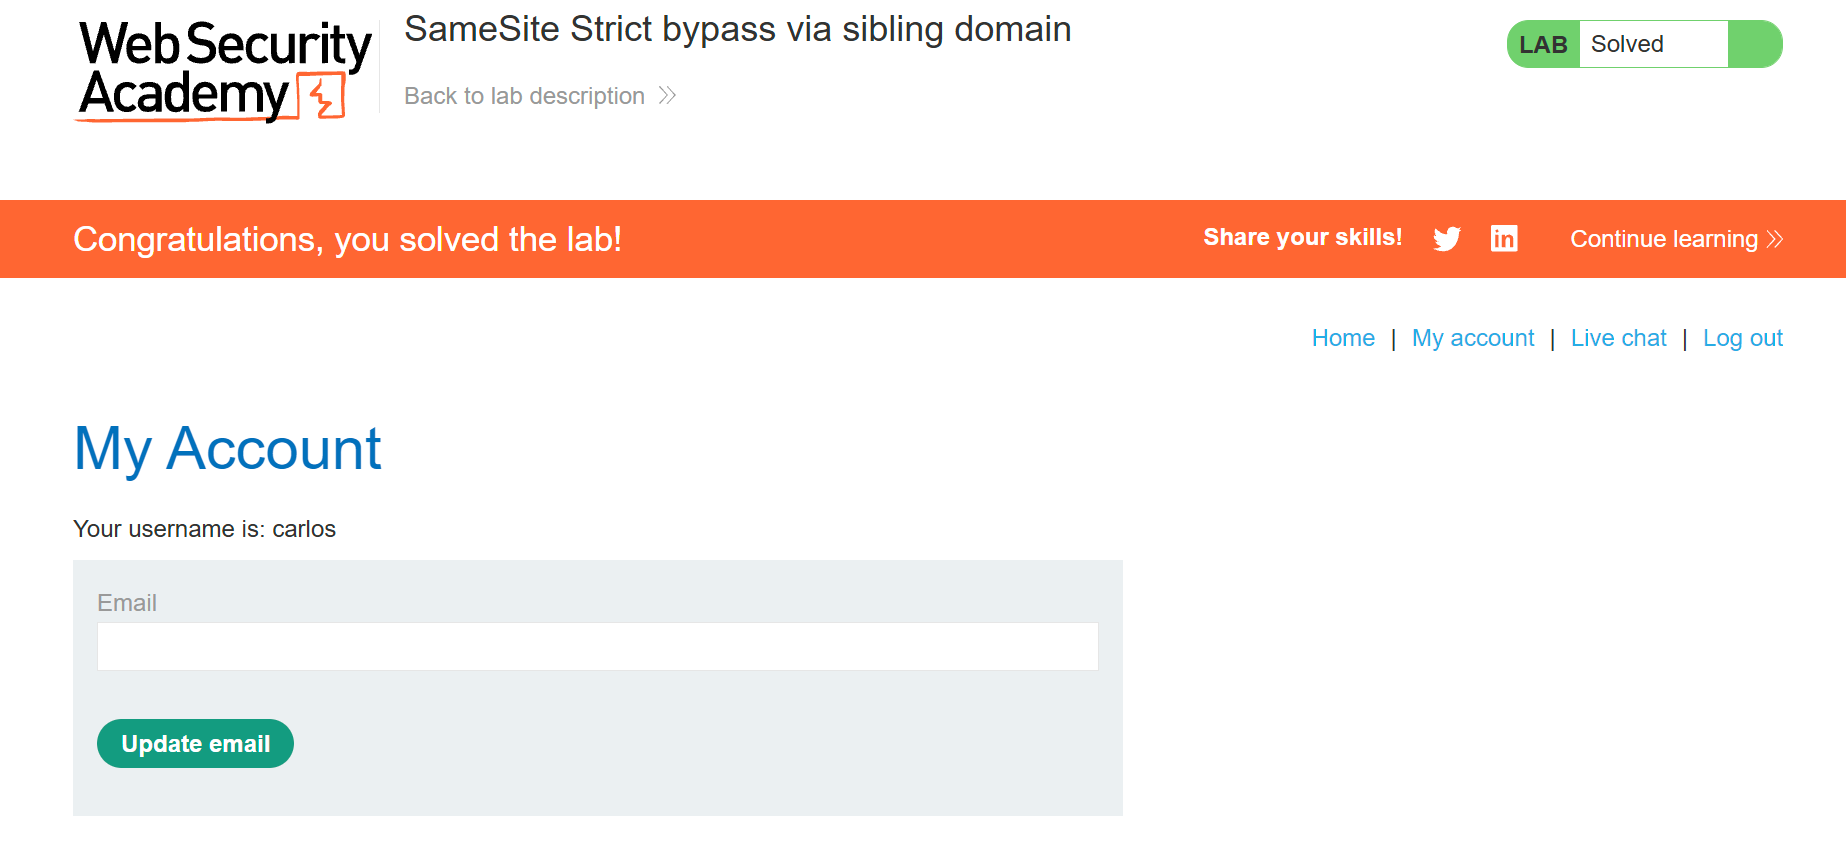 Web Security
Academy
SameSite Strict bypass via sibling domain
Back to lab description
LAB Solved
Congratulations, you solved the lab!
Share your skills!
Continue learning
Home | My account | Live chat | Log out
My Account
Your username is: carlos
Email
Update email